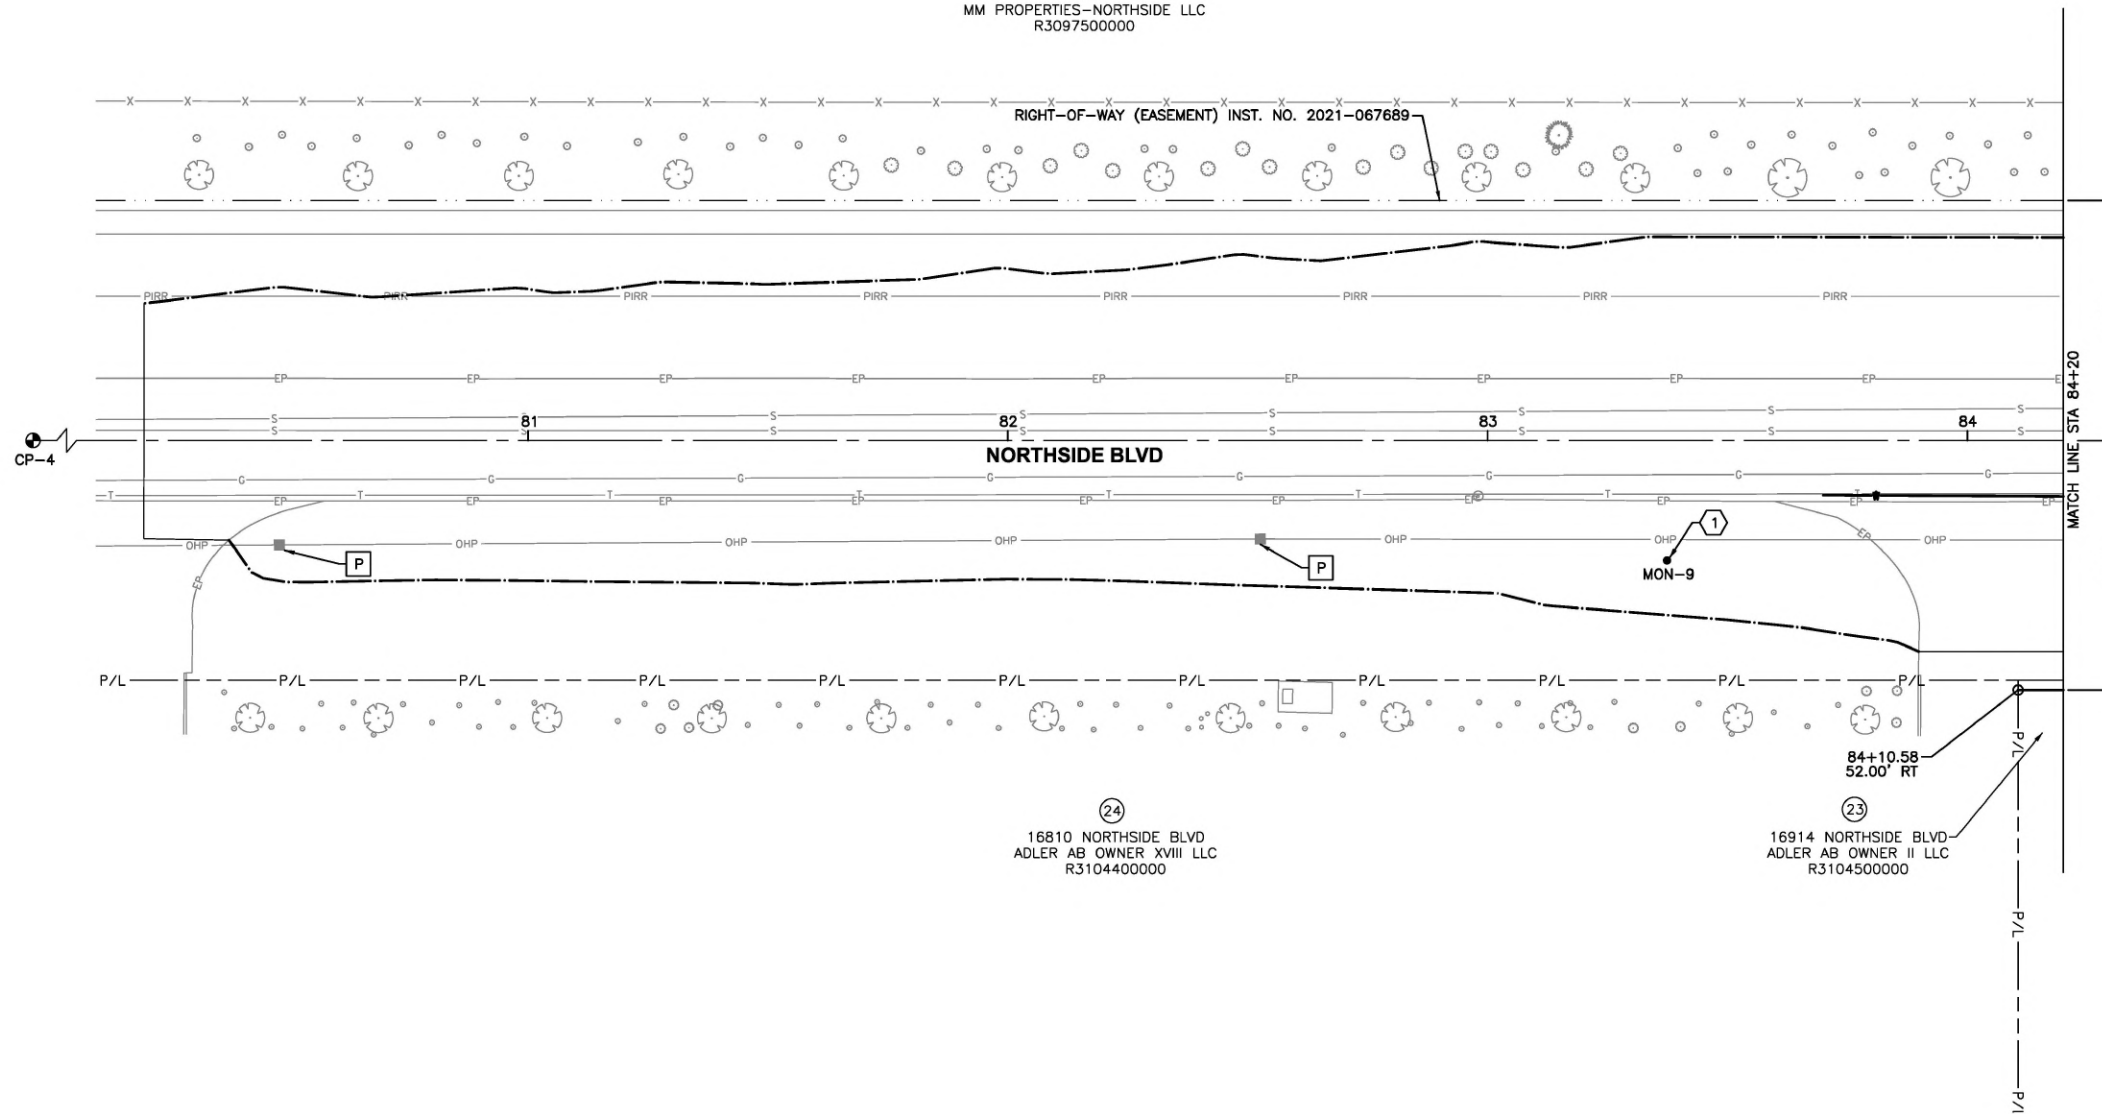 MM PROPERTIES-NORTHSIDE LLC
R3097500000
X X X X X X X X X X X X X X X X X X X X X X X X X X X X X X X X X X
RIGHT-OF-WAY (EASEMENT) INST. NO. 2021-067689
PIRR PIRR PIRR PIRR PIRR PIRR PIRR PIRR
EP EP EP EP EP EP EP EP EP E
S S S S S S S S
81 82 83 84
S S S S S S S S
CP-4
NORTHSIDE BLVD
MATCH LINE STA 84+20
G G G G G G G G
T T T T T T T T
EP EP EP EP EP EP EP EP EP
1
OHP OHP OHP OHP OHP OHP OHP
EP
P
P
MON-9
EP
P/L P/L P/L P/L P/L P/L P/L P/L P/L P/L P/L
P/L
84+10.58
52.00' RT
24
16810 NORTHSIDE BLVD
ADLER AB OWNER XVIII LLC
R3104400000
23
16914 NORTHSIDE BLVD
ADLER AB OWNER II LLC
R3104500000
P/L
P/L